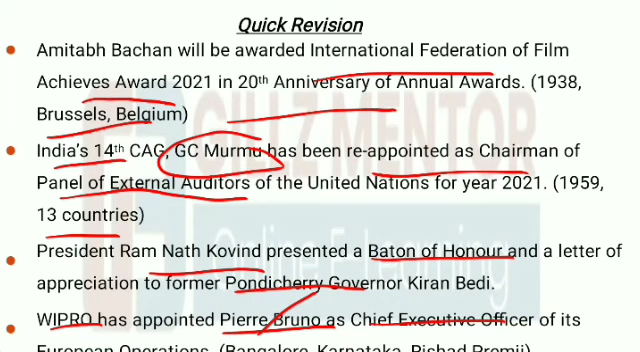 Quick Revision
Amitabh Bachan will be awarded International Federation of Film
Achieves Award 2021 in 20th Anniversary of Annual Awards. (1938,
Brussels, Belgium)
India's 14th CAG, GC Murmu has been re-appointed as Chairman of
Panel of External Auditors of the United Nations for year 2021. (1959,
13 countries)
President Ram Nath Kovind presented a Baton of Honour and a letter of
appreciation to former Pondicherry Governor Kiran Bedi.
WIPRO has appointed Pierre Bruno as Chief Executive Officer of its
European Operations. (Bangalore, Karnataka, Rishad Premji)
GILLZ MENTOR
Online E-Learning